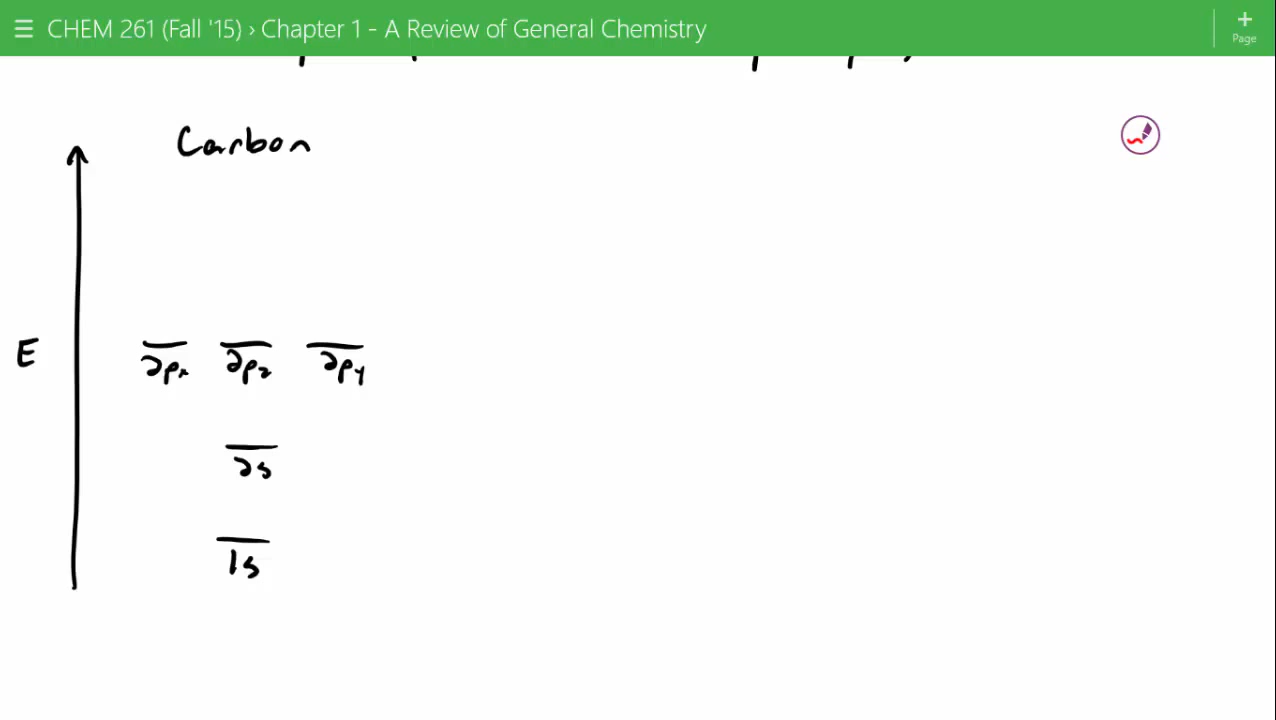 CHEM 261 (Fall '15) › Chapter 1 - A Review of General Chemistry
Page
Carbon
E
2px 2pz 2py
2s
1s